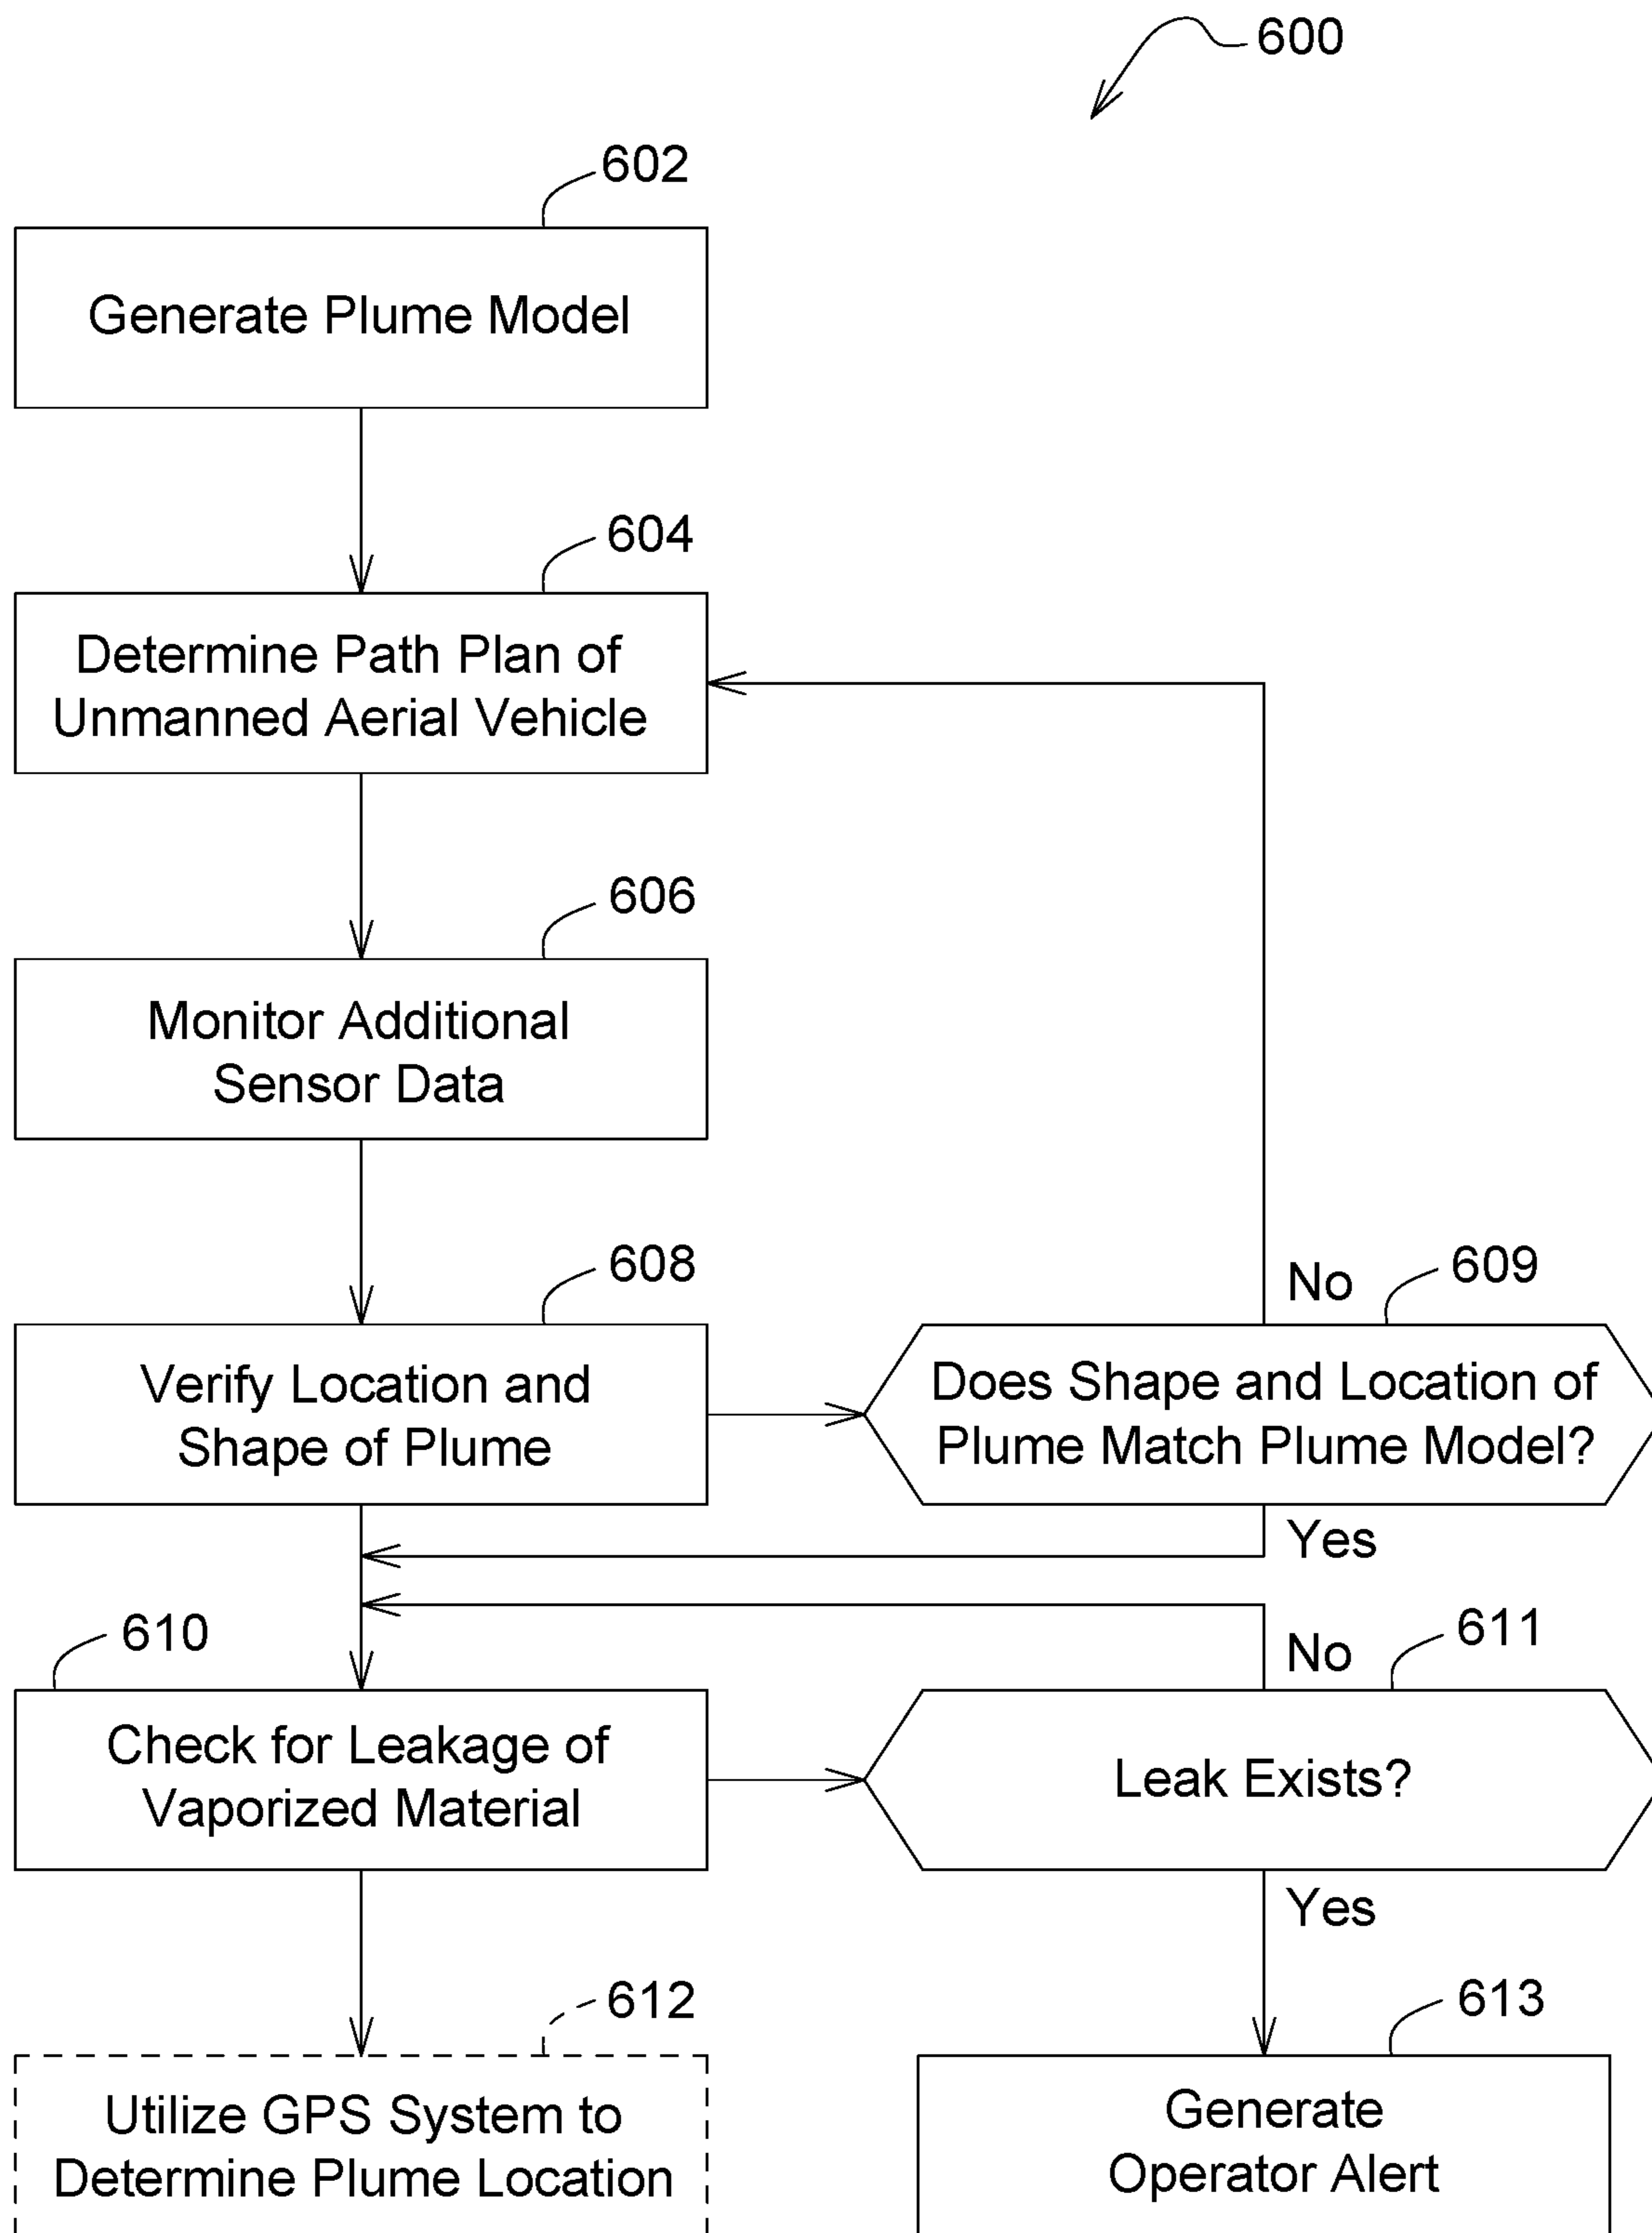 600
602
Generate Plume Model
604
Determine Path Plan of
Unmanned Aerial Vehicle
606
Monitor Additional
Sensor Data
608
Verify Location and
Shape of Plume
No
609
Does Shape and Location of
Plume Match Plume Model?
Yes
610
Check for Leakage of
Vaporized Material
No
611
Leak Exists?
Yes
612
Utilize GPS System to
Determine Plume Location
613
Generate
Operator Alert